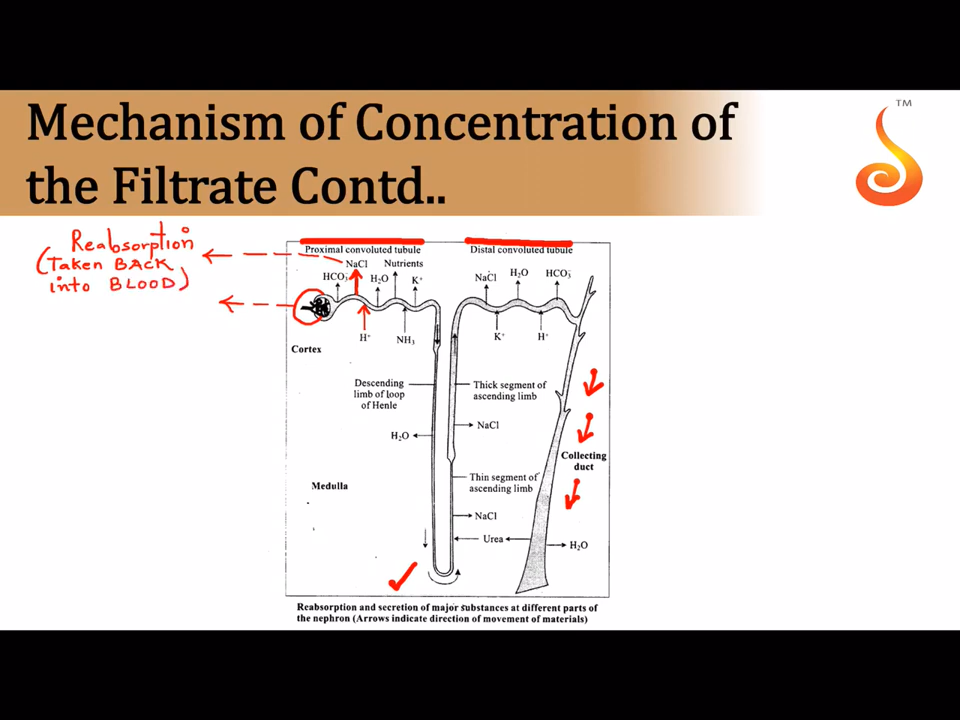 Mechanism of Concentration of
the Filtrate Contd..
TM
Reabsorption
(Taken BACK
into BLOOD)
Proximal convoluted tubule
Distal convoluted tubule
NaCl Nutrients
HCO₃⁻ H₂O K⁺
NaCl H₂O HCO₃⁻
H⁺ NH₃
K⁺ H⁺
Cortex
Descending
limb of loop
of Henle
Thick segment of
ascending limb
H₂O
NaCl
Collecting
duct
Medulla
Thin segment of
ascending limb
NaCl
Urea
H₂O
Reabsorption and secretion of major substances at different parts of
the nephron (Arrows indicate direction of movement of materials)